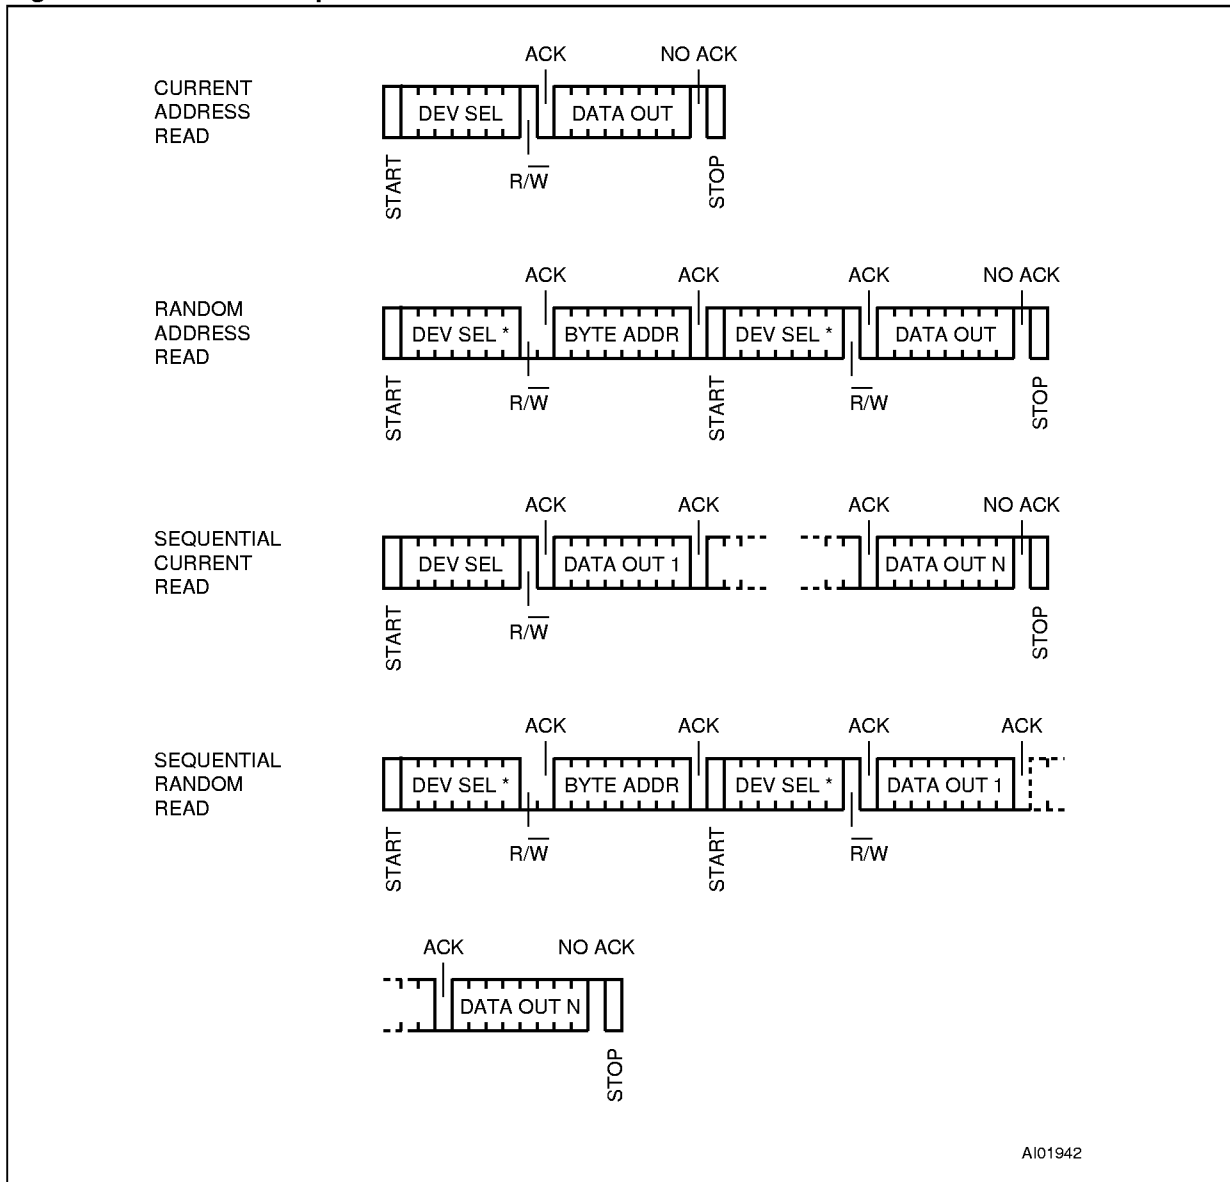 CURRENT
ADDRESS
READ
ACK
NO ACK
DEV SEL
DATA OUT
START
R/W̅
STOP
RANDOM
ADDRESS
READ
ACK
ACK
ACK
NO ACK
DEV SEL *
BYTE ADDR
DEV SEL *
DATA OUT
START
R/W̅
START
R̅/W
STOP
SEQUENTIAL
CURRENT
READ
ACK
ACK
ACK
NO ACK
DEV SEL
DATA OUT 1
DATA OUT N
START
R/W̅
STOP
SEQUENTIAL
RANDOM
READ
ACK
ACK
ACK
ACK
DEV SEL *
BYTE ADDR
DEV SEL *
DATA OUT 1
START
R/W̅
START
R̅/W
ACK
NO ACK
DATA OUT N
STOP
AI01942